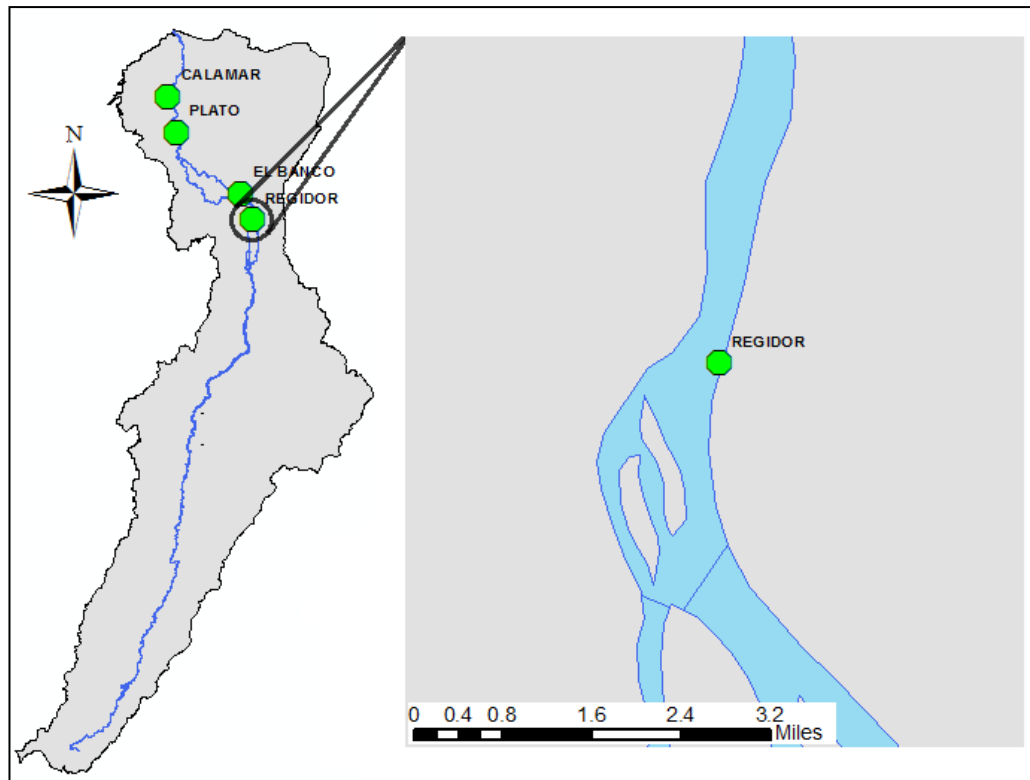 CALAMAR
PLATO
N
EL BANCO
REGIDOR
REGIDOR
0 0.4 0.8 1.6 2.4 3.2
Miles